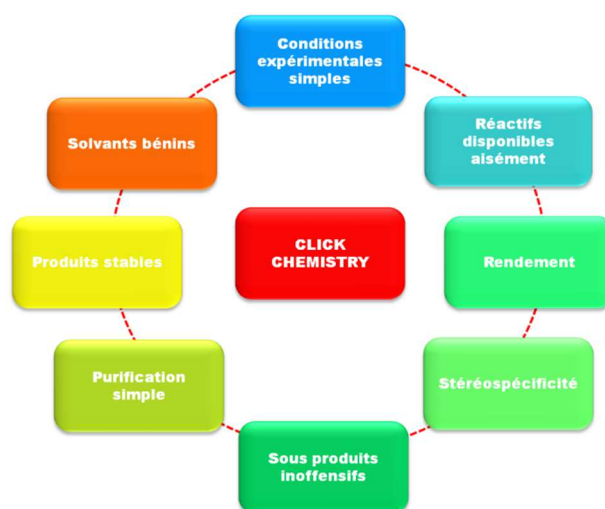 Conditions
expérimentales
simples
Réactifs
disponibles
aisément
Rendement
Stéréospécificité
Sous produits
inoffensifs
Purification
simple
Produits stables
Solvants bénins
CLICK
CHEMISTRY